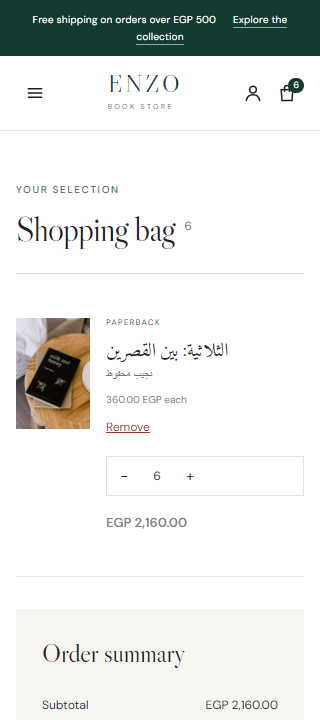 Free shipping on orders over EGP 500 Explore the
collection
ENZO
BOOK STORE
6
YOUR SELECTION
Shopping bag 6
PAPERBACK
الثلاثية: بين القصرين
نجيب محفوظ
360.00 EGP each
Remove
− 6 +
EGP 2,160.00
Order summary
Subtotal EGP 2,160.00